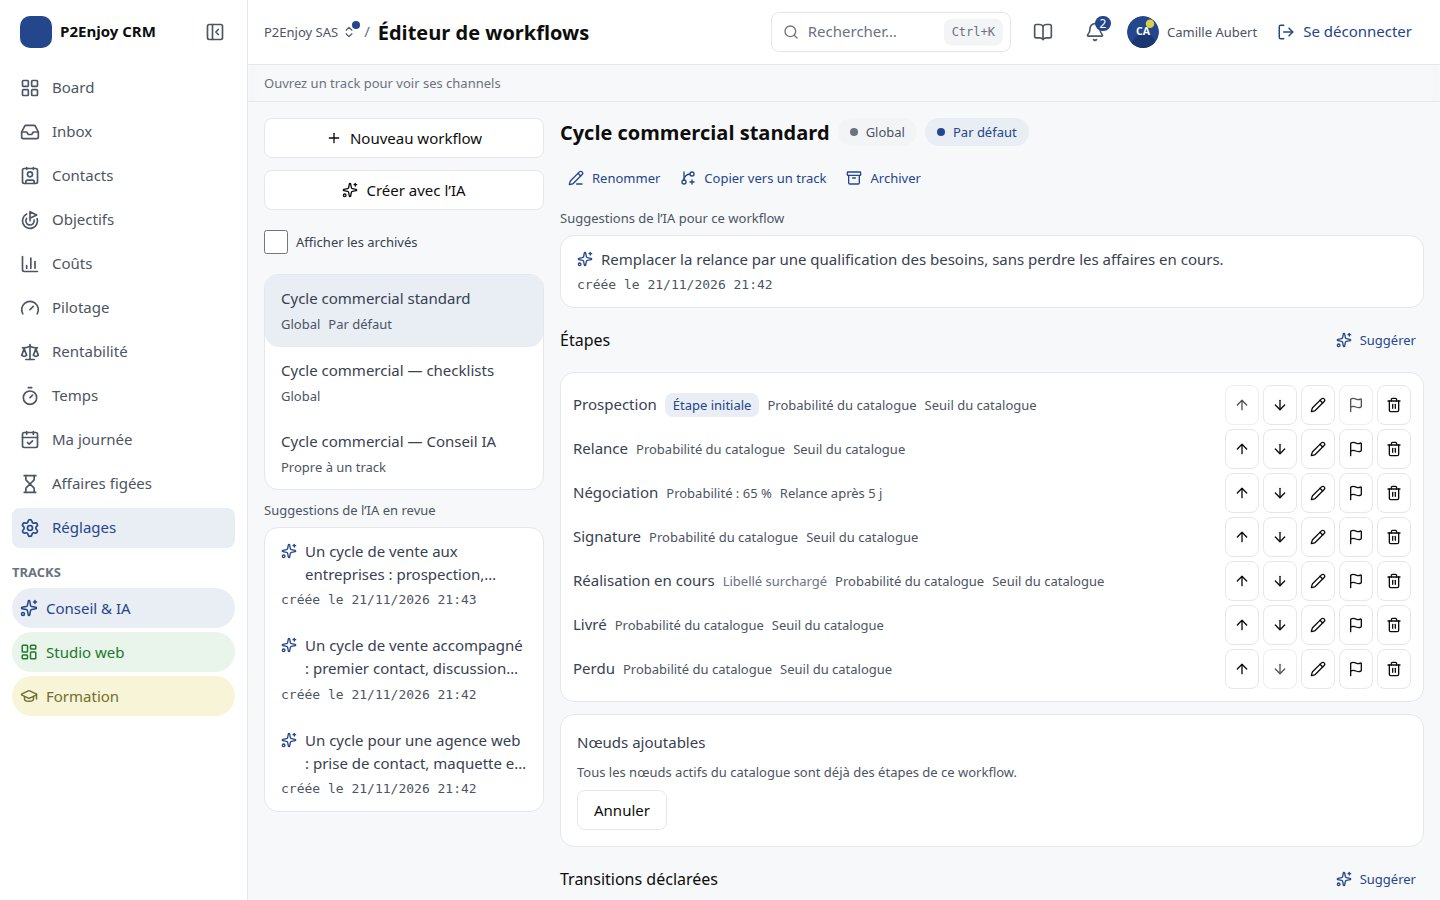 P2Enjoy CRM
Board
Inbox
Contacts
Objectifs
Coûts
Pilotage
Rentabilité
Temps
Ma journée
Affaires figées
Réglages
TRACKS
Conseil & IA
Studio web
Formation
P2Enjoy SAS / Éditeur de workflows
Rechercher... Ctrl+K
2
CA Camille Aubert
Se déconnecter
Ouvrez un track pour voir ses channels
Nouveau workflow
Créer avec l'IA
Afficher les archivés
Cycle commercial standard
Global Par défaut
Cycle commercial — checklists
Global
Cycle commercial — Conseil IA
Propre à un track
Suggestions de l'IA en revue
Un cycle de vente aux
entreprises : prospection,...
créée le 21/11/2026 21:43
Un cycle de vente accompagné
: premier contact, discussion...
créée le 21/11/2026 21:42
Un cycle pour une agence web
: prise de contact, maquette e...
créée le 21/11/2026 21:42
Cycle commercial standard Global Par défaut
Renommer Copier vers un track Archiver
Suggestions de l'IA pour ce workflow
Remplacer la relance par une qualification des besoins, sans perdre les affaires en cours.
créée le 21/11/2026 21:42
Étapes Suggérer
Prospection Étape initiale Probabilité du catalogue Seuil du catalogue
Relance Probabilité du catalogue Seuil du catalogue
Négociation Probabilité : 65 % Relance après 5 j
Signature Probabilité du catalogue Seuil du catalogue
Réalisation en cours Libellé surchargé Probabilité du catalogue Seuil du catalogue
Livré Probabilité du catalogue Seuil du catalogue
Perdu Probabilité du catalogue Seuil du catalogue
Nœuds ajoutables
Tous les nœuds actifs du catalogue sont déjà des étapes de ce workflow.
Annuler
Transitions déclarées Suggérer